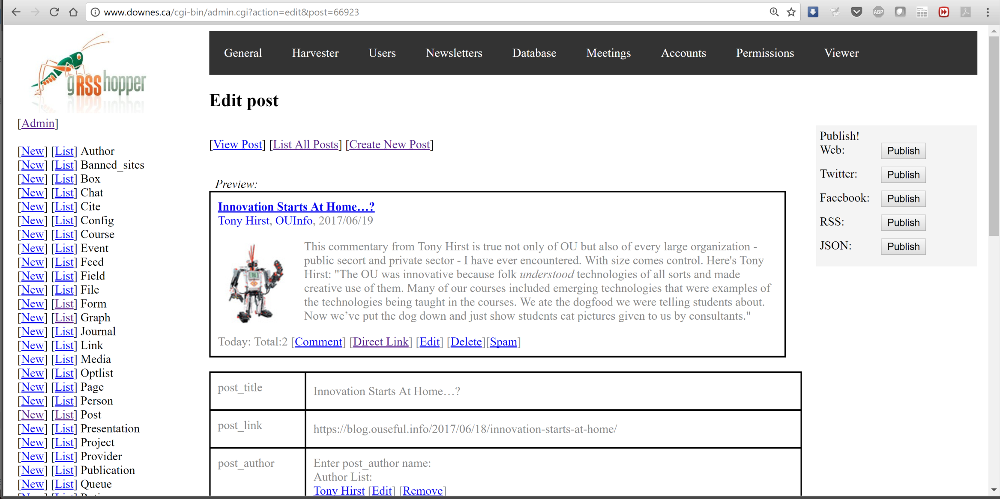 www.downes.ca/cgi-bin/admin.cgi?action=edit&post=66923
ABP
gRSShopper
General Harvester Users Newsletters Database Meetings Accounts Permissions Viewer
Edit post
[Admin]
[View Post] [List All Posts] [Create New Post]
[New] [List] Author
[New] [List] Banned_sites
[New] [List] Box
[New] [List] Chat
[New] [List] Cite
[New] [List] Config
[New] [List] Course
[New] [List] Event
[New] [List] Feed
[New] [List] Field
[New] [List] File
[New] [List] Form
[New] [List] Graph
[New] [List] Journal
[New] [List] Link
[New] [List] Media
[New] [List] Optlist
[New] [List] Page
[New] [List] Person
[New] [List] Post
[New] [List] Presentation
[New] [List] Project
[New] [List] Provider
[New] [List] Publication
[New] [List] Queue
Preview:
Innovation Starts At Home…?
Tony Hirst, OUInfo, 2017/06/19
This commentary from Tony Hirst is true not only of OU but also of every large organization -
public secort and private sector - I have ever encountered. With size comes control. Here's Tony
Hirst: "The OU was innovative because folk understood technologies of all sorts and made
creative use of them. Many of our courses included emerging technologies that were examples of
the technologies being taught in the courses. We ate the dogfood we were telling students about.
Now we’ve put the dog down and just show students cat pictures given to us by consultants."
Today: Total:2 [Comment] [Direct Link] [Edit] [Delete][Spam]
post_title Innovation Starts At Home…?
post_link https://blog.ouseful.info/2017/06/18/innovation-starts-at-home/
post_author Enter post_author name:
Author List:
Tony Hirst [Edit] [Remove]
Publish!
Web: Publish
Twitter: Publish
Facebook: Publish
RSS: Publish
JSON: Publish